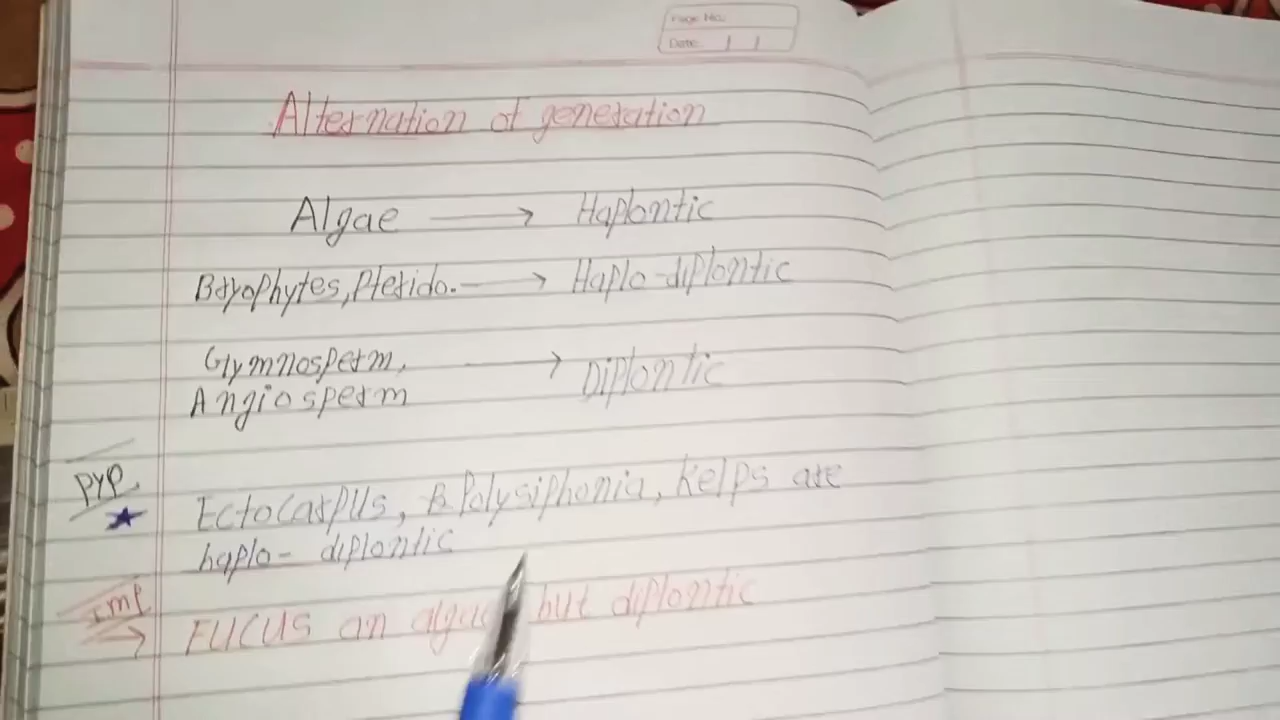 Page No.
Date / /
Alternation of generation
Algae → Haplontic
Bryophytes, Pterido. → Haplo-diplontic
Gymnosperm,
Angiosperm → Diplontic
PYQ. ★ Ectocarpus, Polysiphonia, Kelps are
haplo-diplontic
Imp → FUCUS an algae but diplontic